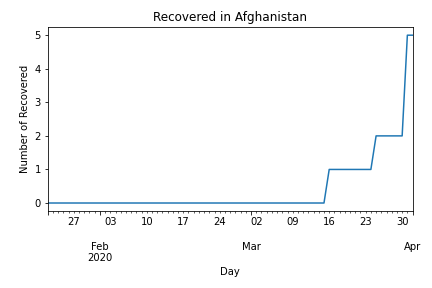 Recovered in Afghanistan
Number of Recovered
5
4
3
2
1
0
27 03 10 17 24 02 09 16 23 30
Feb Mar Apr
2020
Day